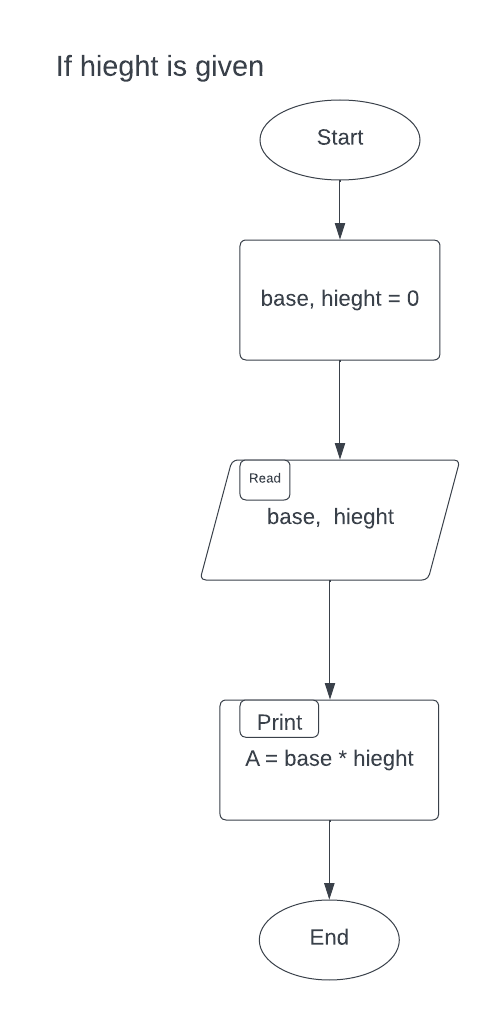 If hieght is given
Start
base, hieght = 0
Read
base,  hieght
Print
A = base * hieght
End